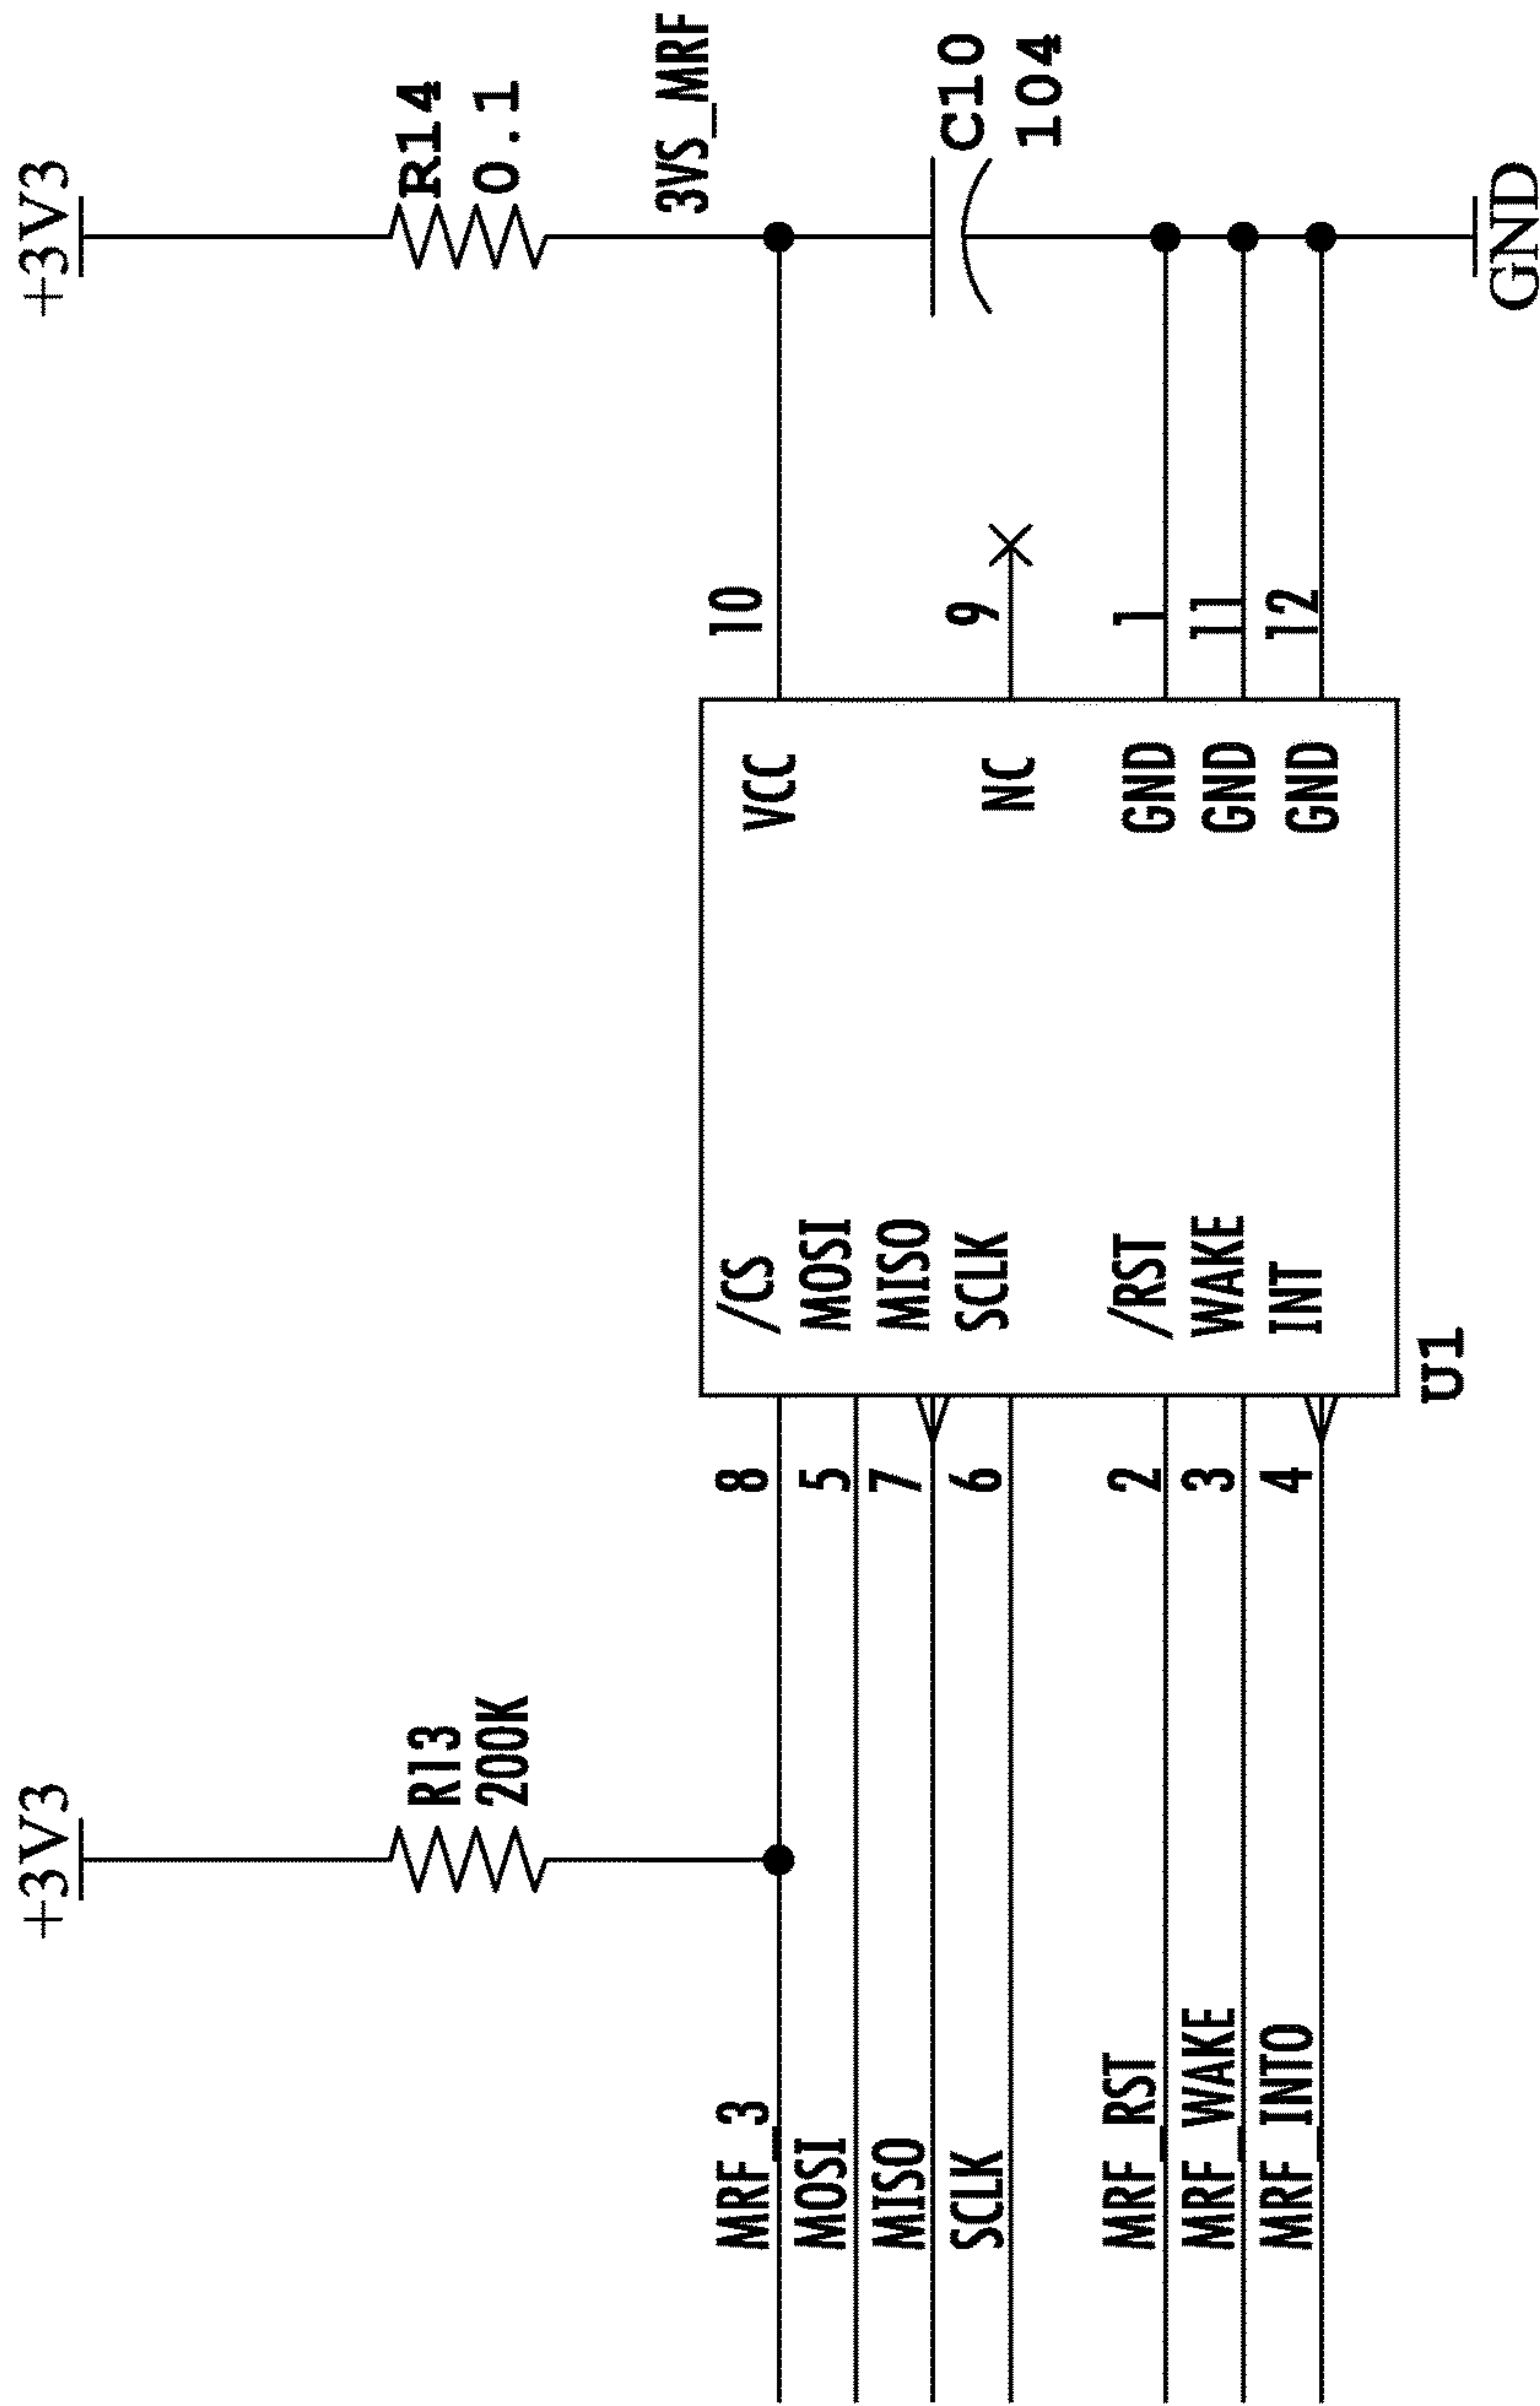 +3V3
+3V3
R13
200K
R14
0.1
3VS_MRF
MRF_3
8
/CS
VCC
10
MOSI
5
MOSI
MISO
7
MISO
SCLK
6
SCLK
NC
9
C10
104
MRF_RST
2
/RST
GND
1
MRF_WAKE
3
WAKE
GND
11
MRF_INTO
4
INT
GND
12
U1
GND